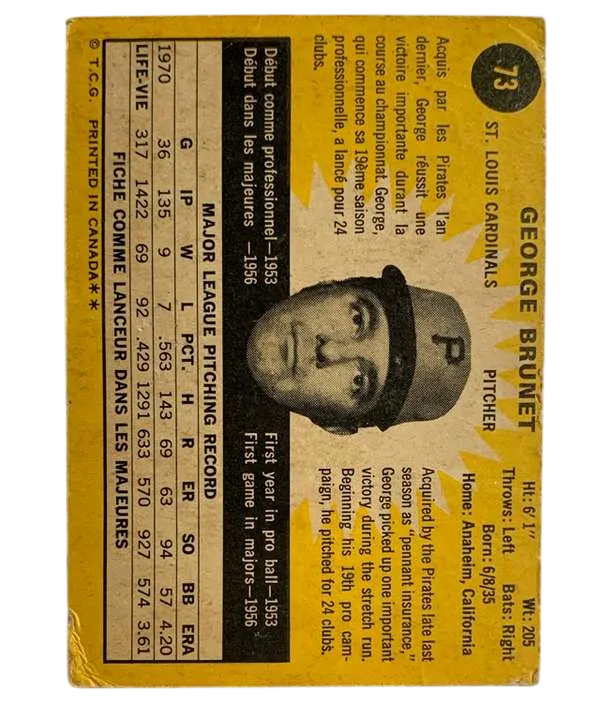 73
GEORGE BRUNET
ST. LOUIS CARDINALS PITCHER
Ht: 6'1" Wt: 205
Throws: Left Bats: Right
Born: 6/8/35
Home: Anaheim, California
Acquis par les Pirates l'an
dernier, George réussit une
victoire importante durant la
course au championnat. George,
qui commence sa 19ème saison
professionnelle, a lancé pour 24
clubs.
Acquired by the Pirates late last
season as "pennant insurance,"
George picked up one important
victory during the stretch run.
Beginning his 19th pro cam-
paign, he pitched for 24 clubs.
P
Début comme professionnel—1953
Début dans les majeures —1956
First year in pro ball—1953
First game in majors—1956
MAJOR LEAGUE PITCHING RECORD
G IP W L PCT. H R ER SO BB ERA
1970 36 135 9 7 .563 143 69 63 94 57 4.20
LIFE-VIE 317 1422 69 92 .429 1291 633 570 927 574 3.61
FICHE COMME LANCEUR DANS LES MAJEURES
© T.C.G. PRINTED IN CANADA**